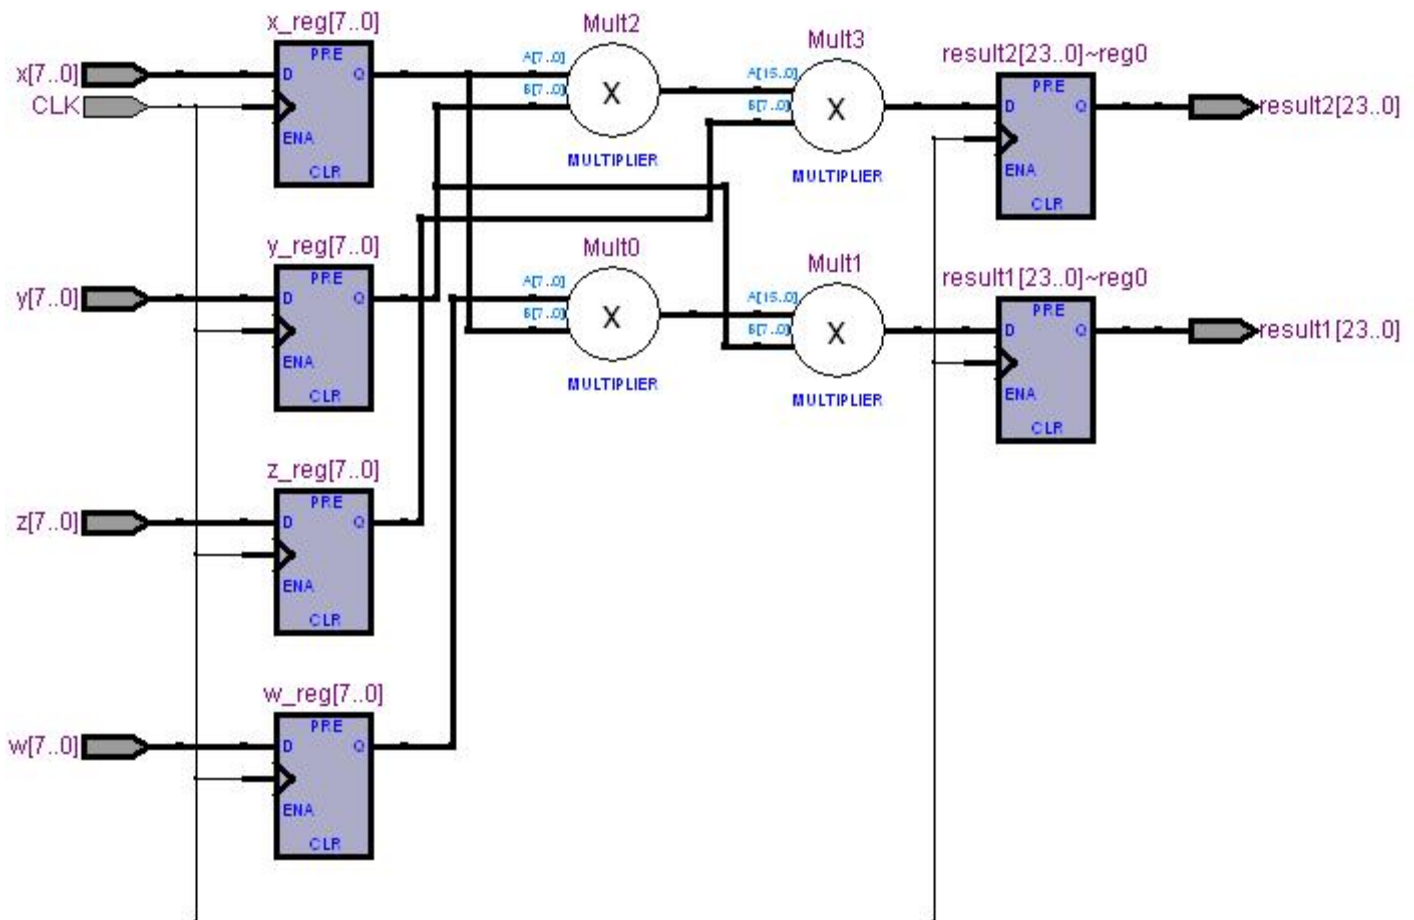 x_reg[7..0]
PRE
x[7..0]
D
Q
CLK
ENA
CLR
Mult2
A[7..0]
B[7..0]
X
MULTIPLIER
Mult3
A[15..0]
B[7..0]
X
MULTIPLIER
result2[23..0]~reg0
PRE
D
Q
result2[23..0]
ENA
CLR
y_reg[7..0]
PRE
y[7..0]
D
Q
ENA
CLR
Mult0
A[7..0]
B[7..0]
X
MULTIPLIER
Mult1
A[15..0]
B[7..0]
X
MULTIPLIER
result1[23..0]~reg0
PRE
D
Q
result1[23..0]
ENA
CLR
z_reg[7..0]
PRE
z[7..0]
D
Q
ENA
CLR
w_reg[7..0]
PRE
w[7..0]
D
Q
ENA
CLR